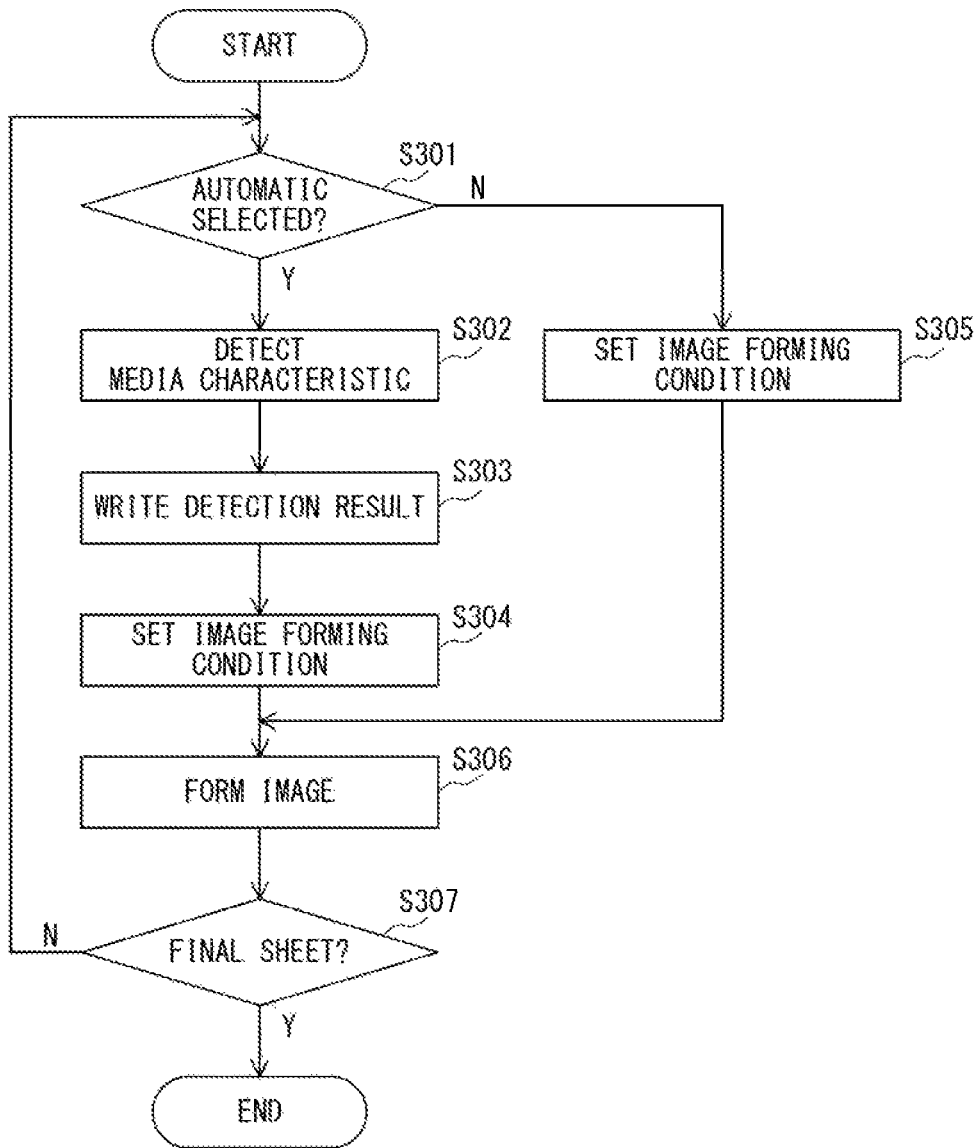 START
S301
AUTOMATIC
SELECTED?
N
Y
S302
DETECT
MEDIA CHARACTERISTIC
S305
SET IMAGE FORMING
CONDITION
S303
WRITE DETECTION RESULT
S304
SET IMAGE FORMING
CONDITION
S306
FORM IMAGE
S307
FINAL SHEET?
N
Y
END